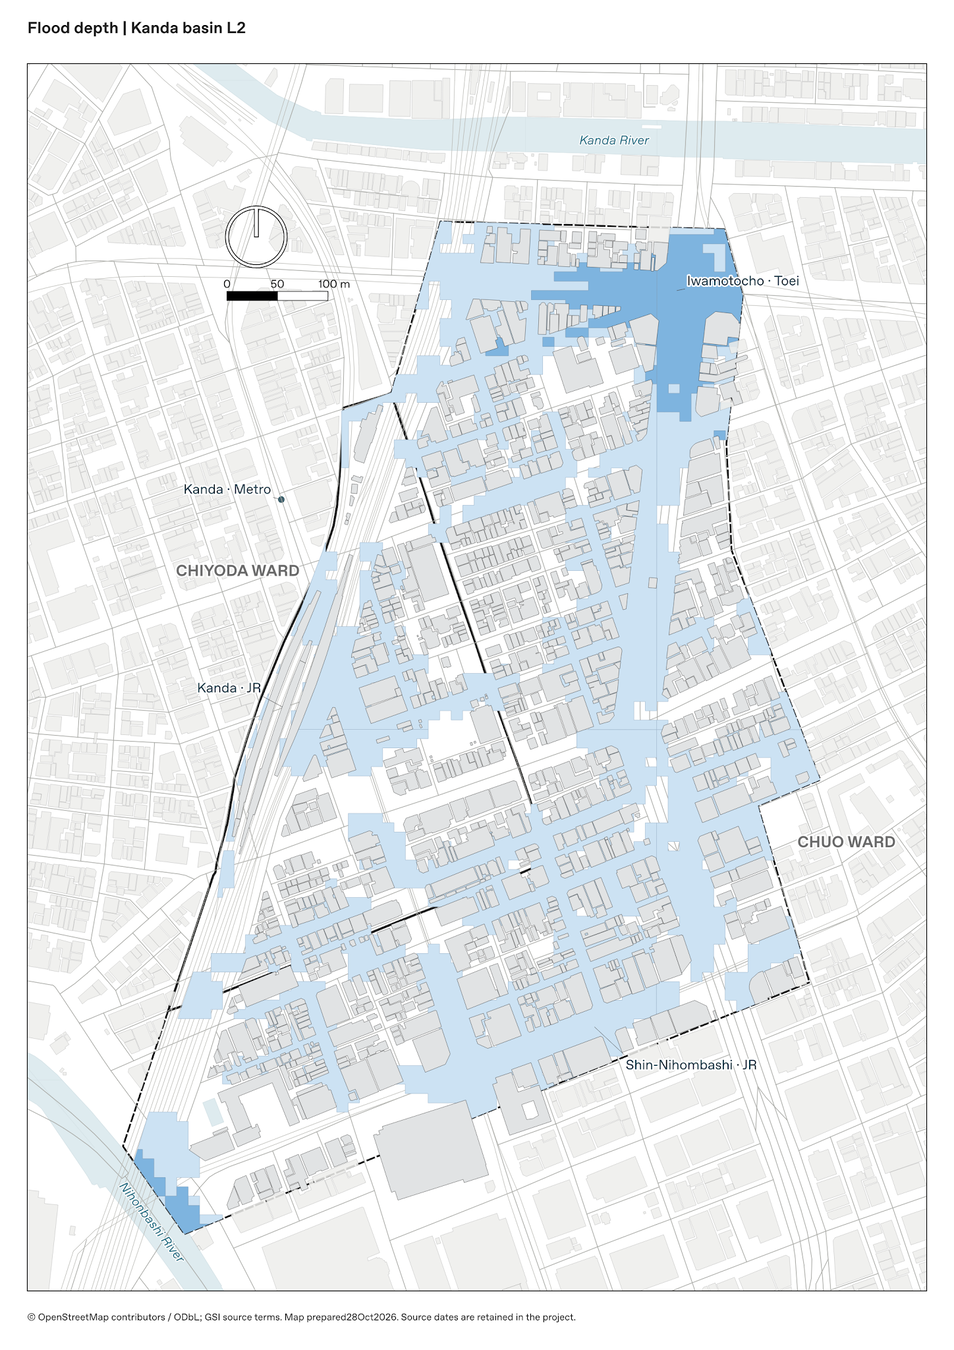 Flood depth | Kanda basin L2
Kanda River
0 50 100 m
Iwamotocho · Toei
Kanda · Metro
CHIYODA WARD
Kanda · JR
CHUO WARD
Shin-Nihombashi · JR
Nihonbashi River
© OpenStreetMap contributors / ODbL; GSI source terms. Map prepared28Oct2026. Source dates are retained in the project.